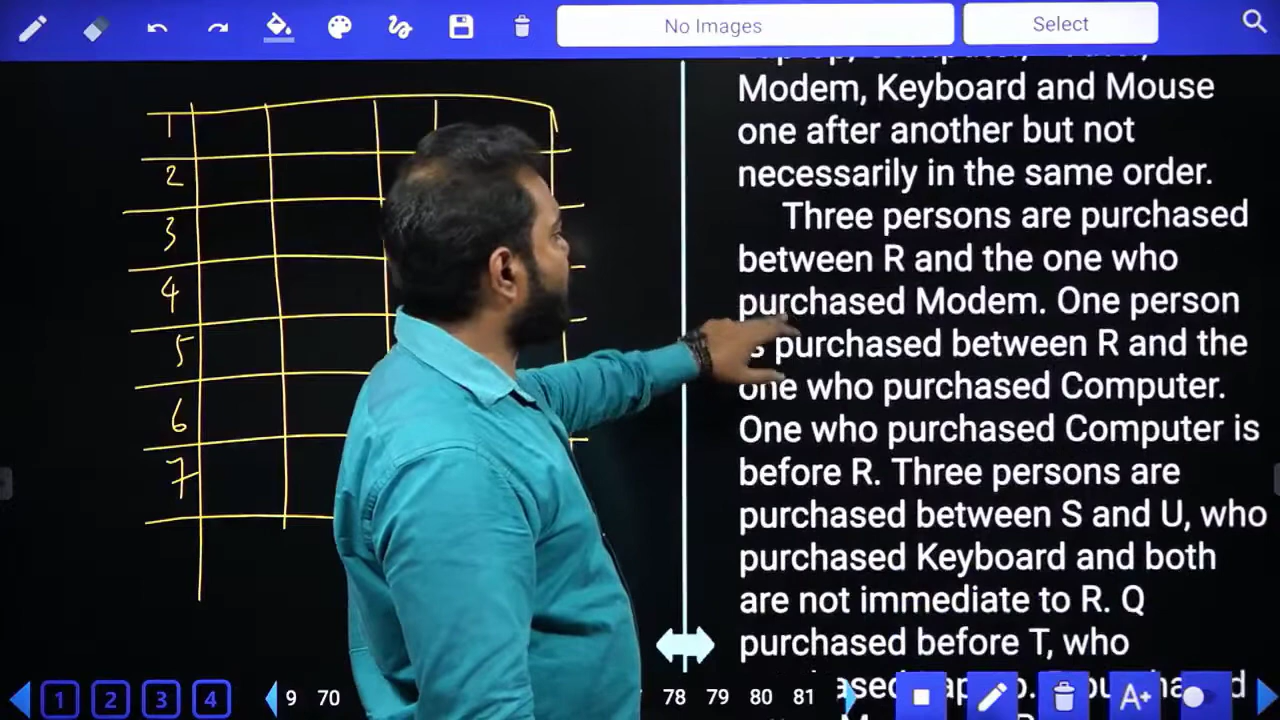 No Images
Select
Modem, Keyboard and Mouse
one after another but not
necessarily in the same order.
Three persons are purchased
between R and the one who
purchased Modem. One person
purchased between R and the
one who purchased Computer.
One who purchased Computer is
before R. Three persons are
purchased between S and U, who
purchased Keyboard and both
are not immediate to R. Q
purchased before T, who
1
2
3
4
5
6
7
1 2 3 4
9 70
78 79 80 81
A+